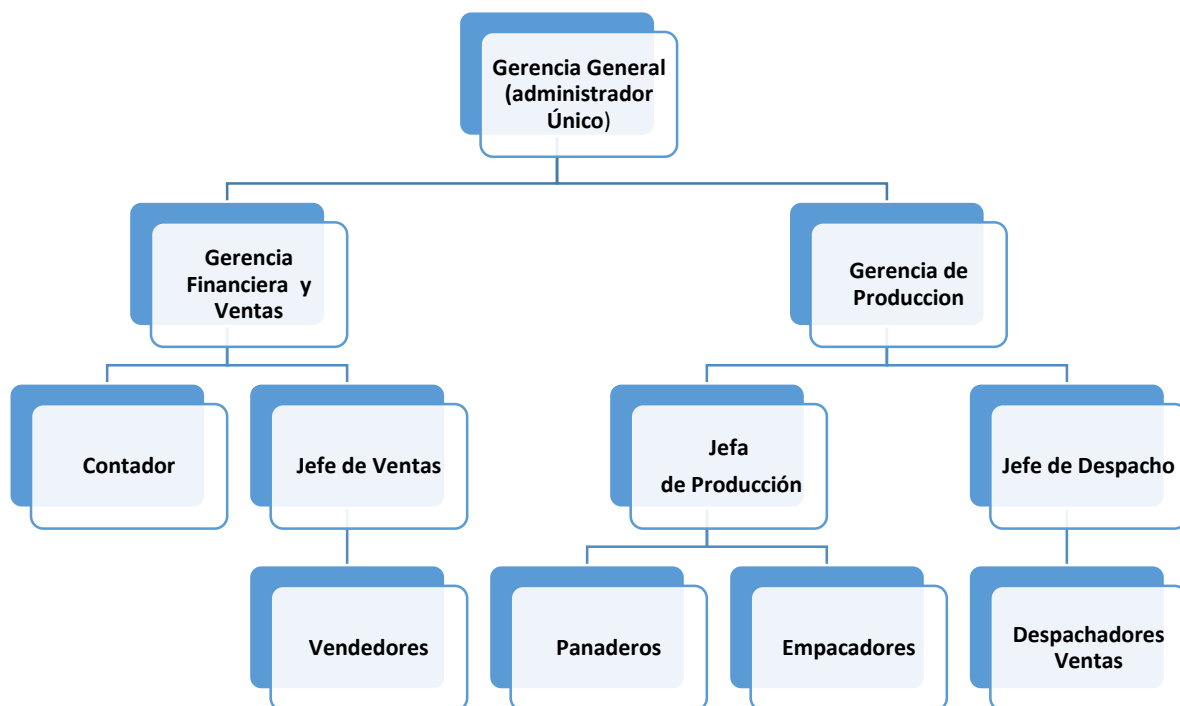 Gerencia General
(administrador
Único)
Gerencia
Financiera y
Ventas
Gerencia de
Produccion
Contador
Jefe de Ventas
Jefa
de Producción
Jefe de Despacho
Vendedores
Panaderos
Empacadores
Despachadores
Ventas